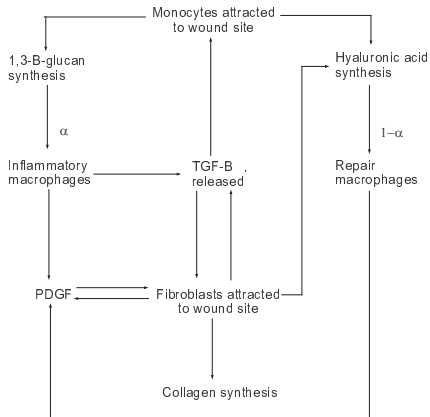 Monocytes attracted
to wound site
1,3-B-glucan
synthesis
Hyaluronic acid
synthesis
α
1−α
Inflammatory
macrophages
TGF-B .
released
Repair
macrophages
PDGF
Fibroblasts attracted
to wound site
Collagen synthesis